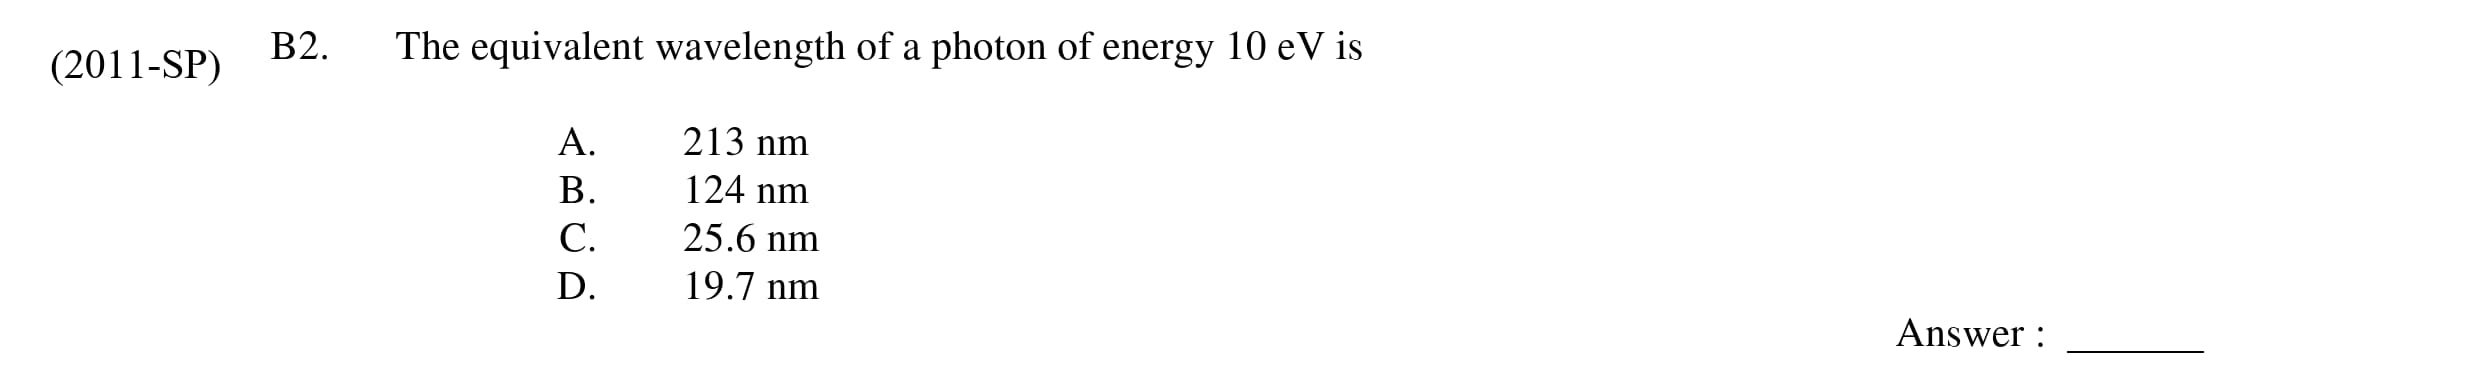 (2011-SP) B2. The equivalent wavelength of a photon of energy 10 eV is
A. 213 nm
B. 124 nm
C. 25.6 nm
D. 19.7 nm
Answer : ______